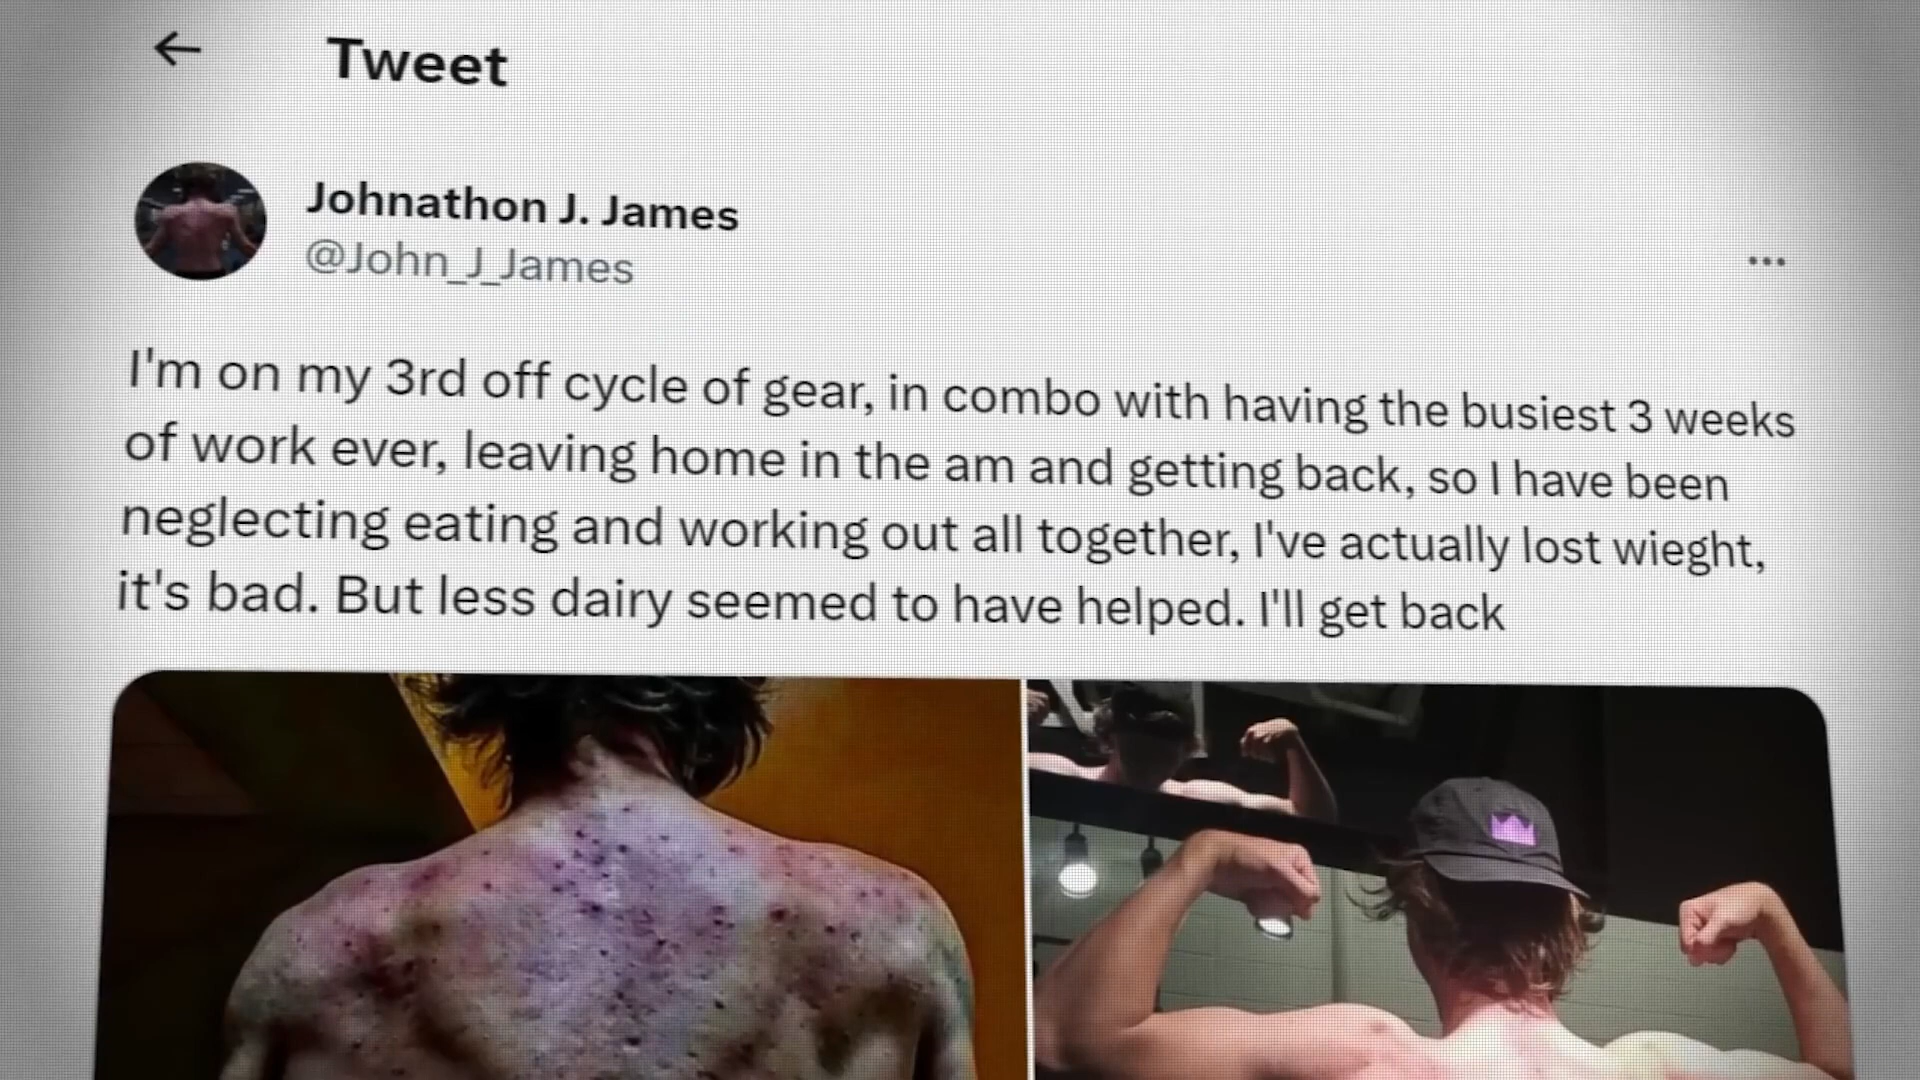 Tweet
Johnathon J. James
@John_J_James
I'm on my 3rd off cycle of gear, in combo with having the busiest 3 weeks
of work ever, leaving home in the am and getting back, so I have been
neglecting eating and working out all together, I've actually lost wieght,
it's bad. But less dairy seemed to have helped. I'll get back